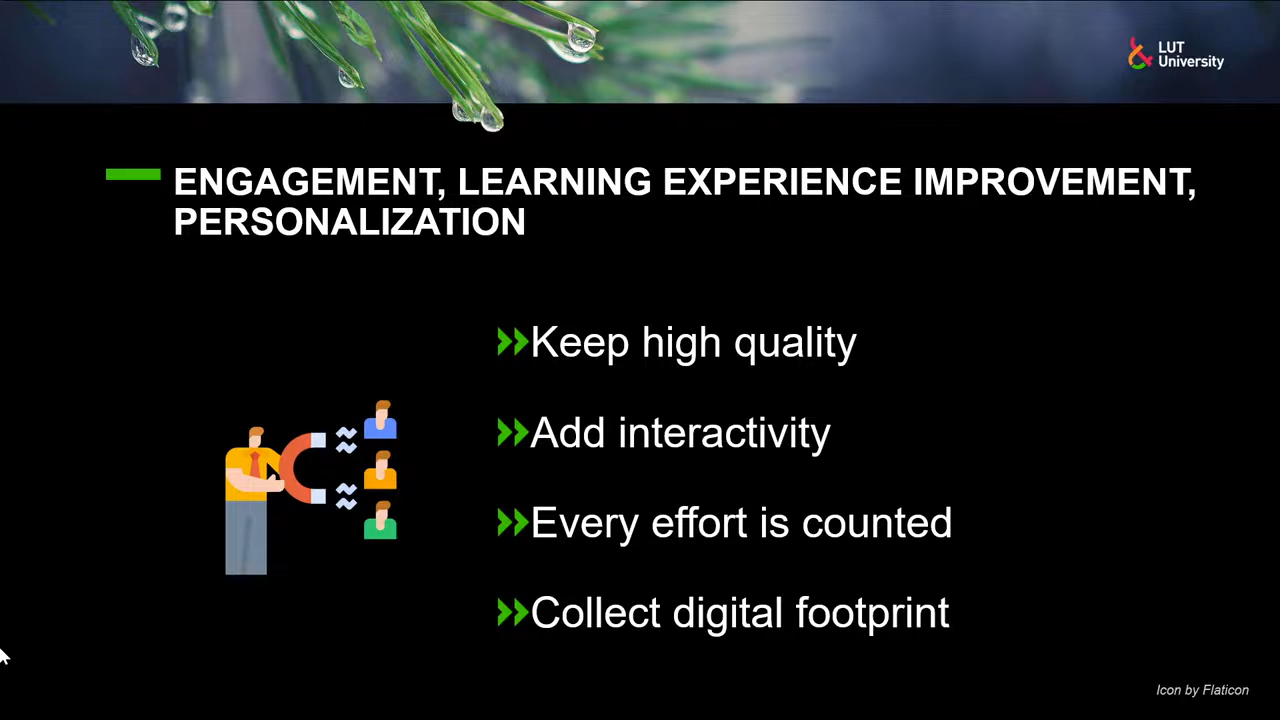 LUT
University
ENGAGEMENT, LEARNING EXPERIENCE IMPROVEMENT,
PERSONALIZATION
Keep high quality
Add interactivity
Every effort is counted
Collect digital footprint
Icon by Flaticon